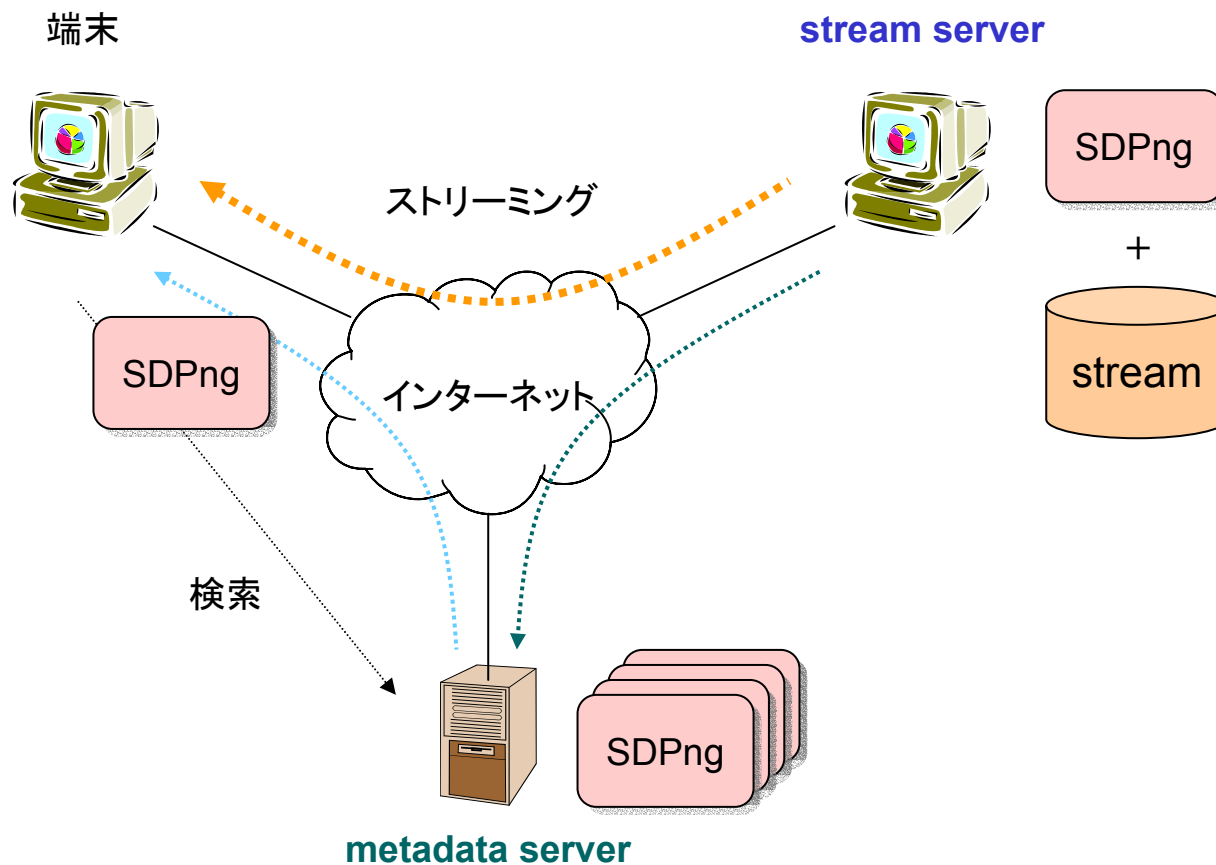 端末
stream server
SDPng
ストリーミング
+
stream
SDPng
インターネット
検索
SDPng
metadata server